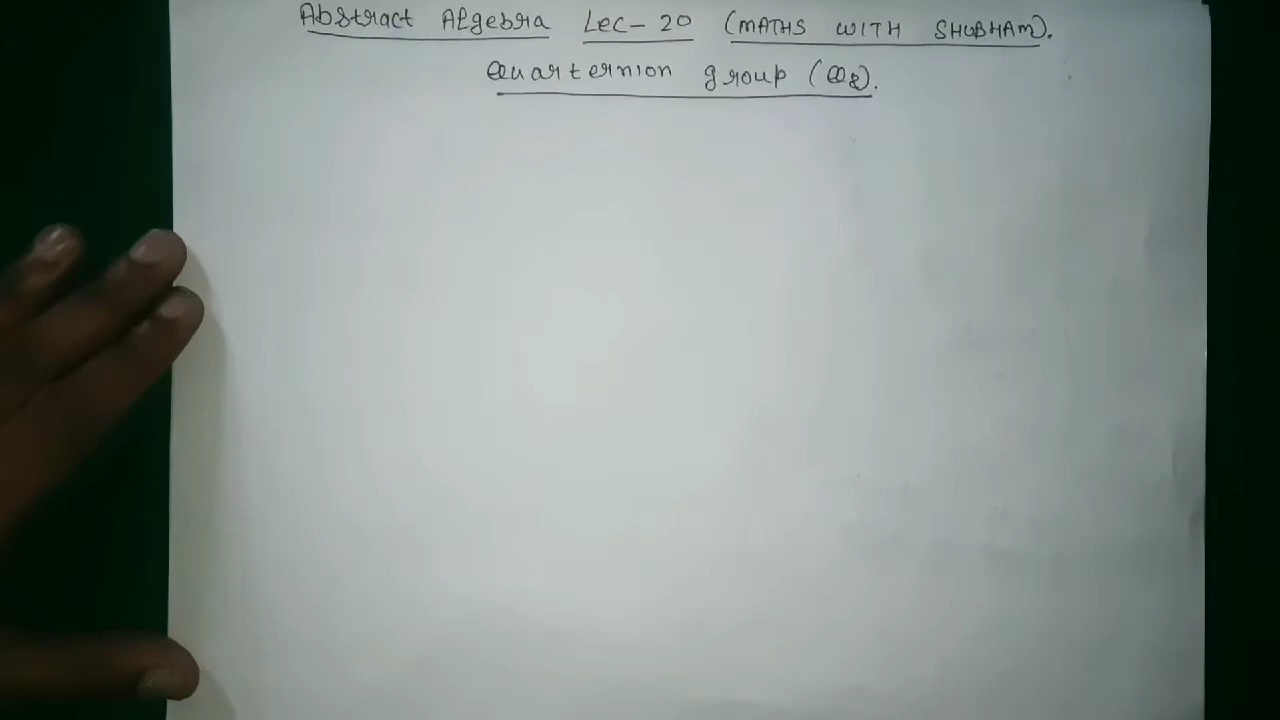 Abstract Algebra Lec-20 (MATHS WITH SHUBHAM).
Quarternion group (Q8).